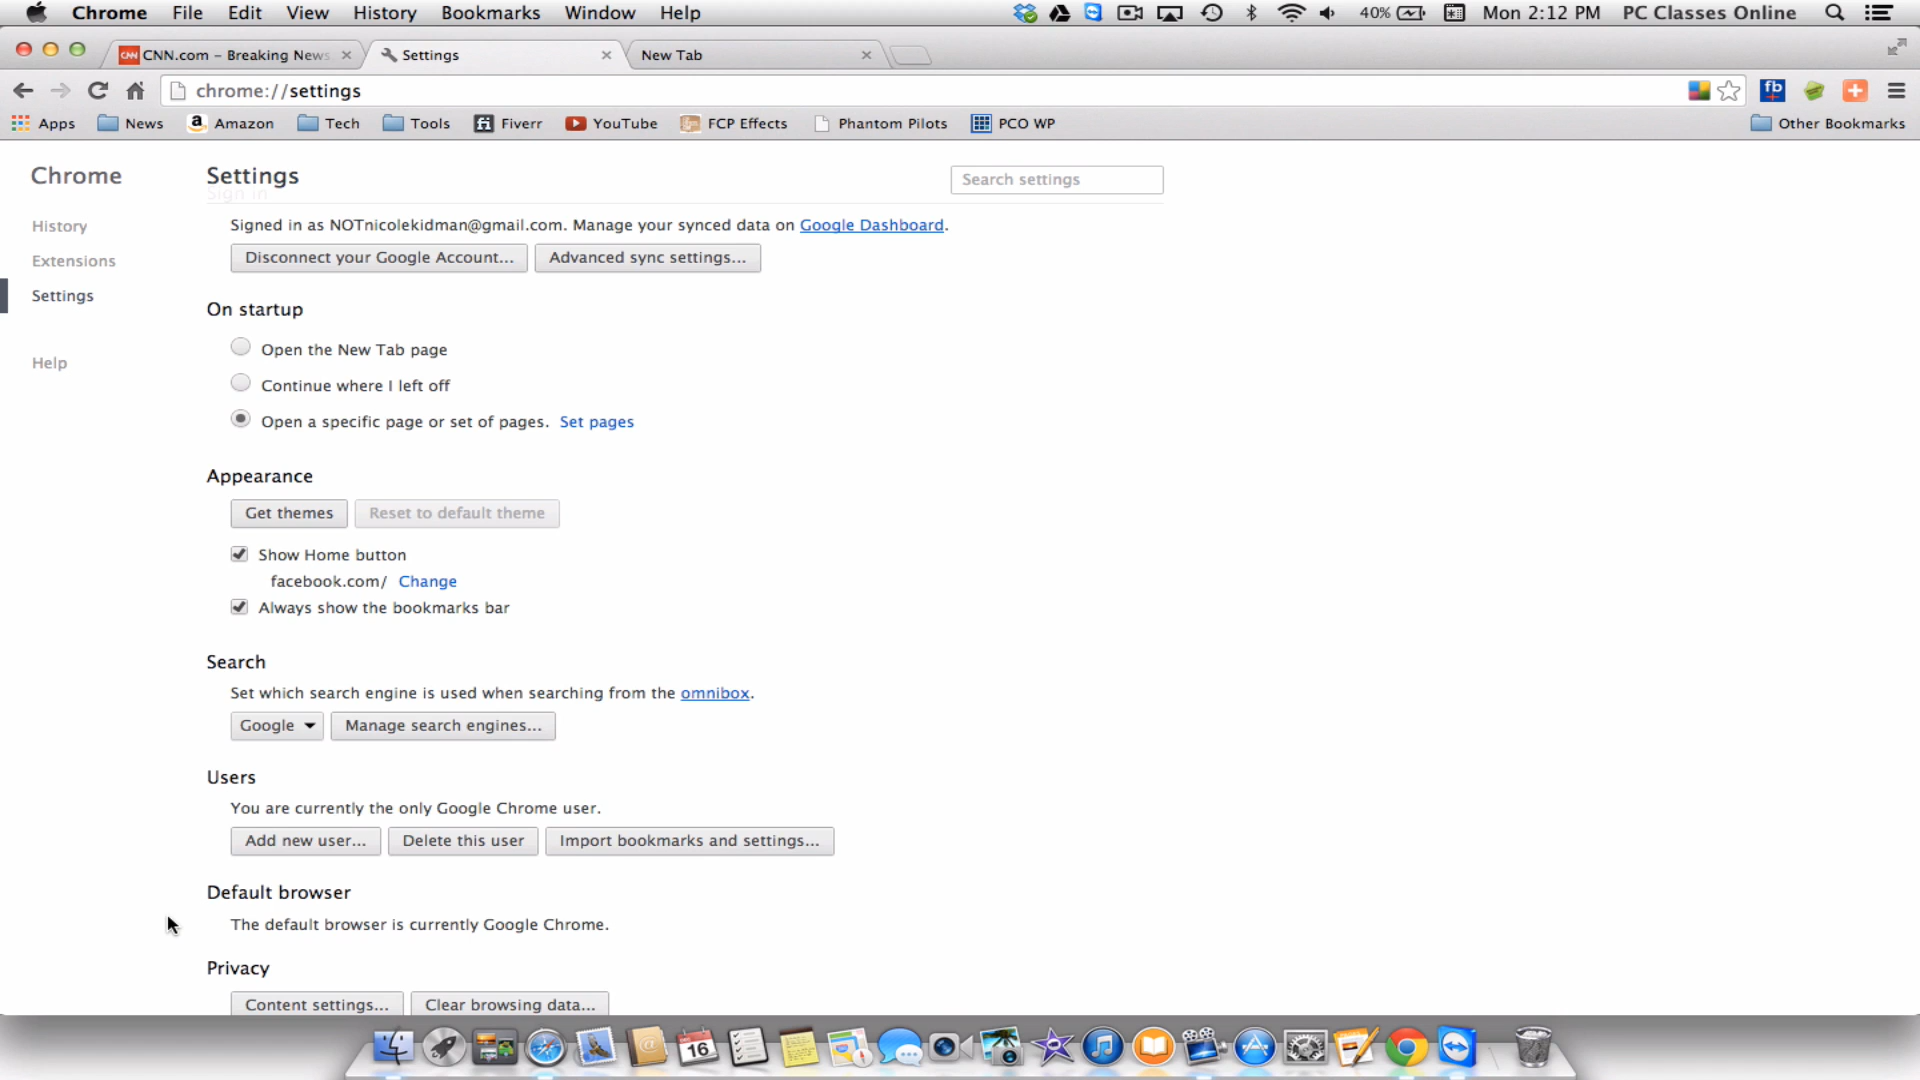 Chrome File Edit View History Bookmarks Window Help 40% Mon 2:12 PM PC Classes Online
CNN CNN.com – Breaking News Settings New Tab
chrome://settings fb
Apps News Amazon Tech Tools Fiverr YouTube FCP Effects Phantom Pilots PCO WP Other Bookmarks
Chrome Settings Search settings
Sign in
History Signed in as NOTnicolekidman@gmail.com. Manage your synced data on Google Dashboard.
Extensions Disconnect your Google Account... Advanced sync settings...
Settings On startup
Open the New Tab page
Help
Continue where I left off
Open a specific page or set of pages. Set pages
Appearance
Get themes Reset to default theme
Show Home button
facebook.com/ Change
Always show the bookmarks bar
Search
Set which search engine is used when searching from the omnibox.
Google Manage search engines...
Users
You are currently the only Google Chrome user.
Add new user... Delete this user Import bookmarks and settings...
Default browser
The default browser is currently Google Chrome.
Privacy
Content settings... Clear browsing data...
16